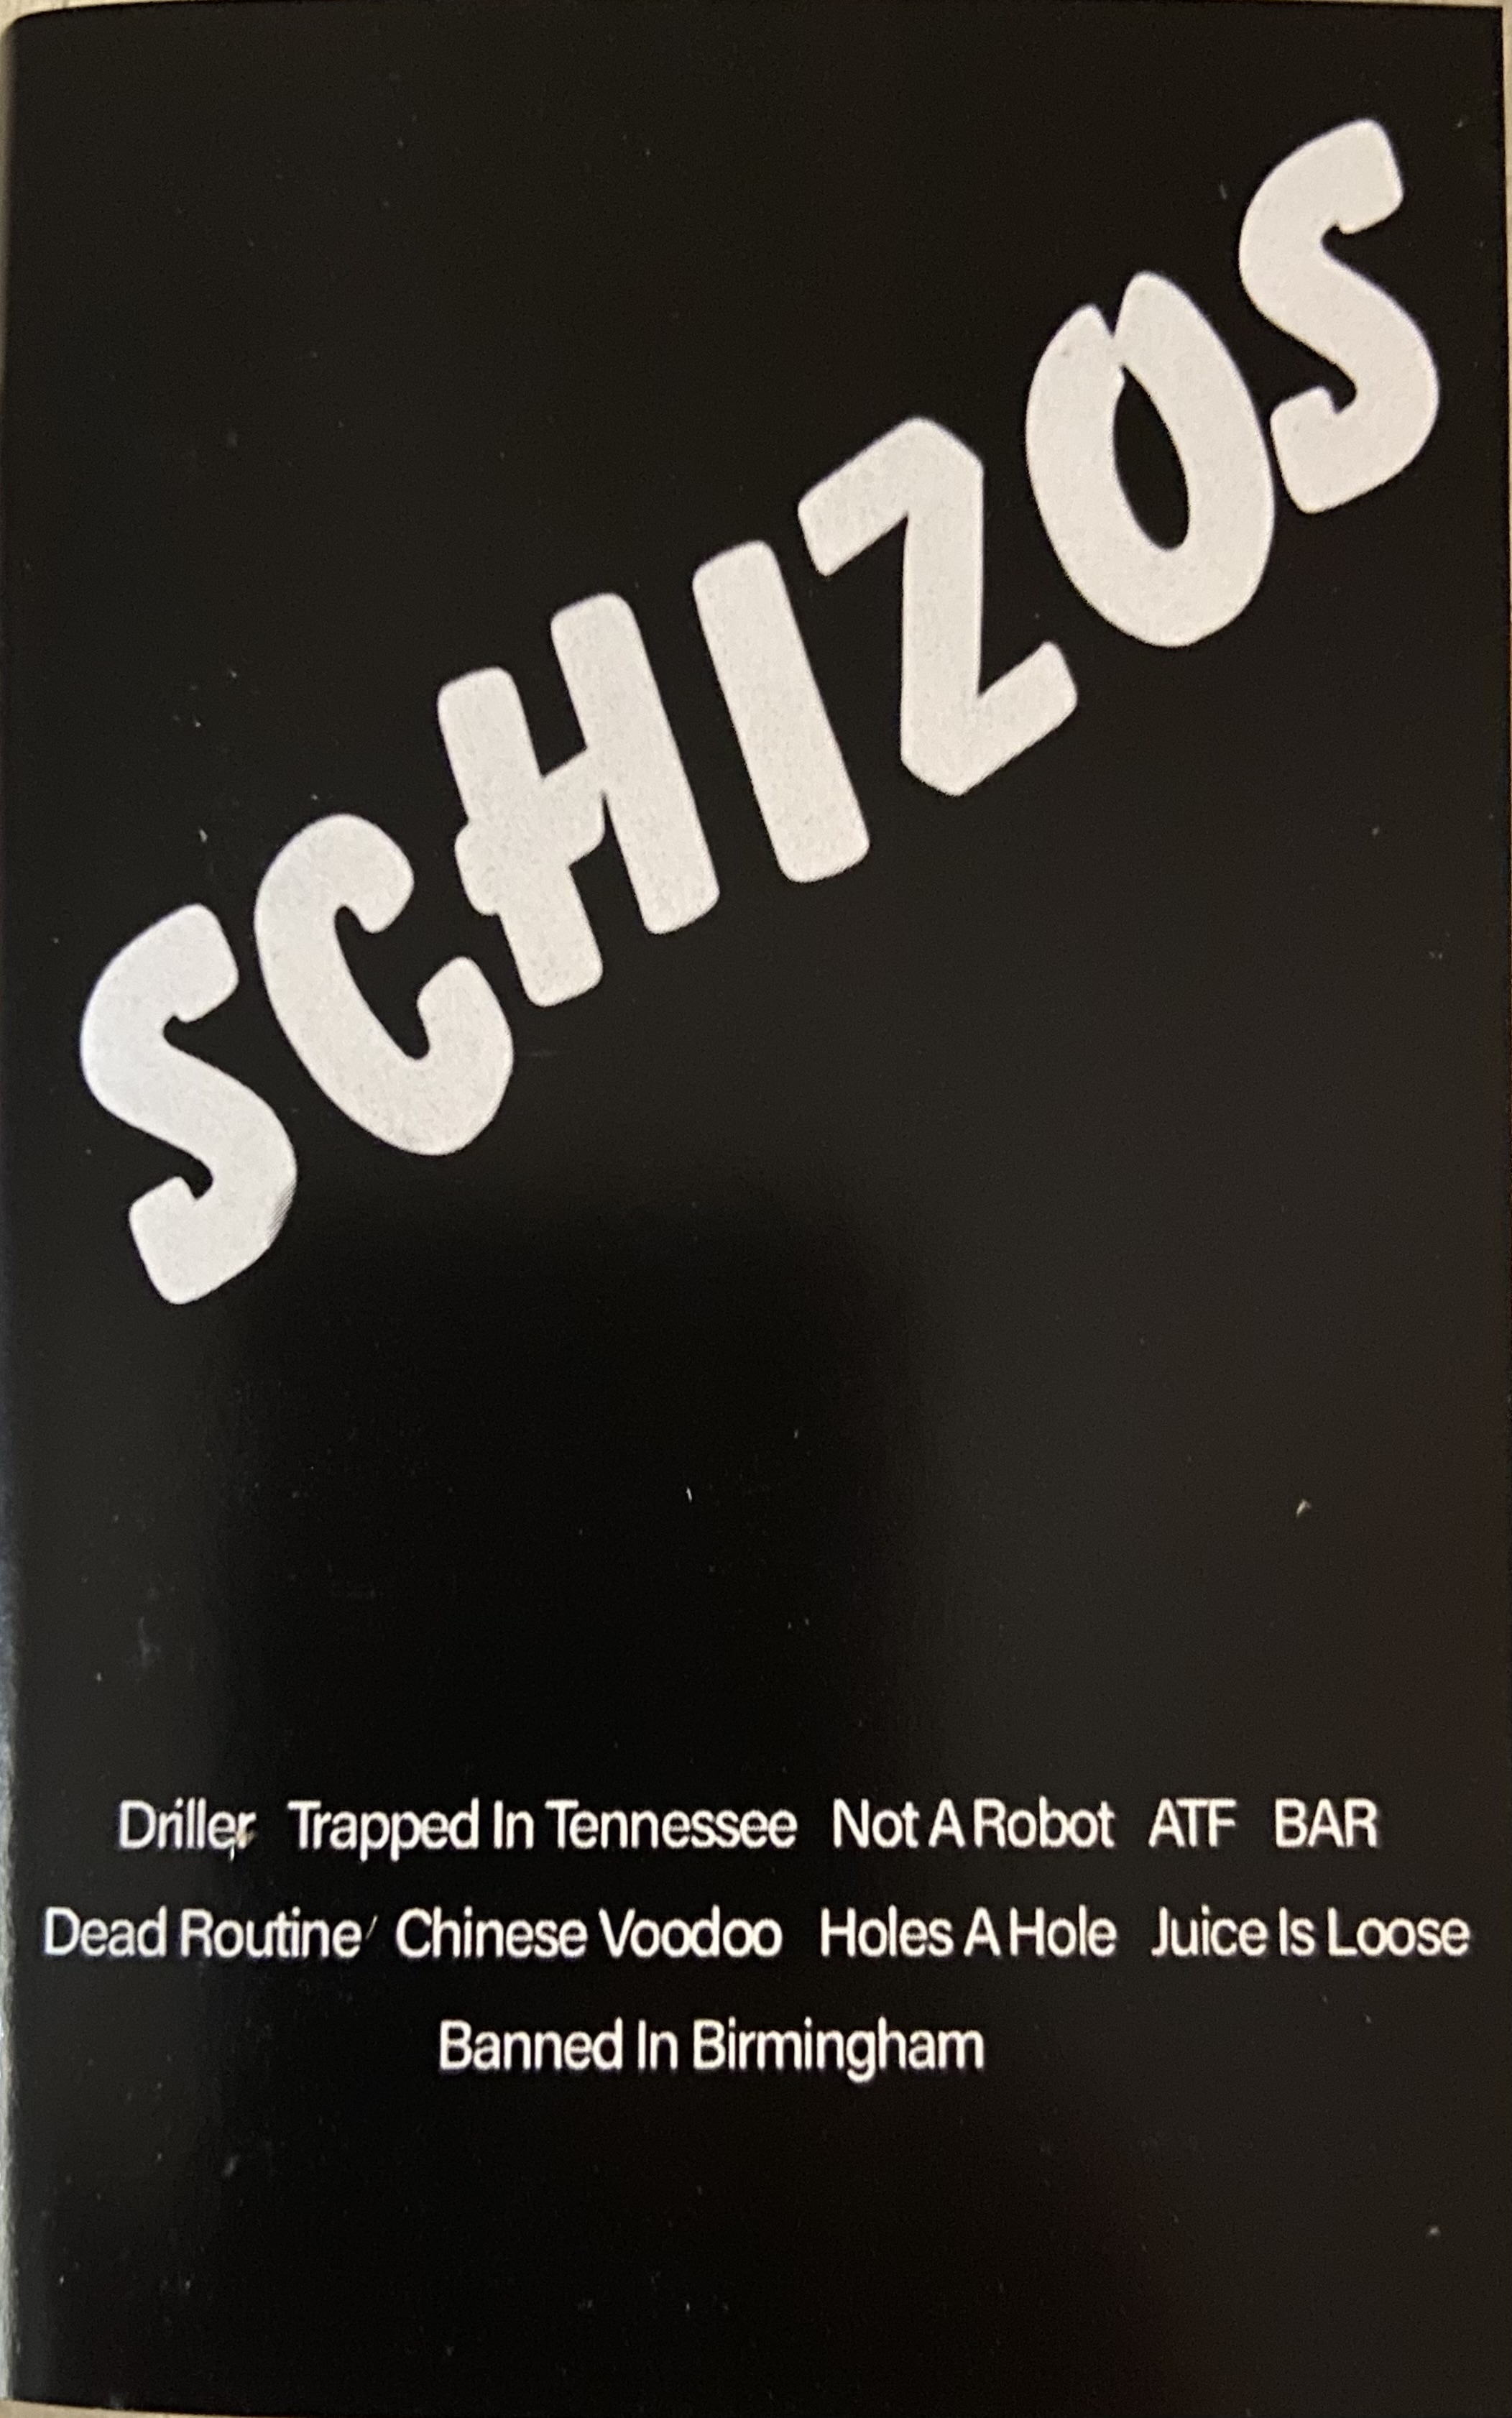 SCHIZOS
Driller Trapped In Tennessee Not A Robot ATF BAR
Dead Routine Chinese Voodoo Holes A Hole Juice Is Loose
Banned In Birmingham